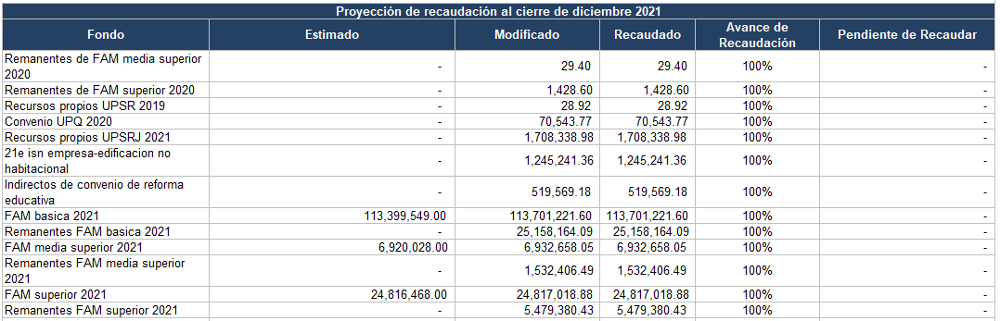 Proyección de recaudación al cierre de diciembre 2021
Fondo Estimado Modificado Recaudado Avance de Recaudación Pendiente de Recaudar
Remanentes de FAM media superior 2020 - 29.40 29.40 100% -
Remanentes de FAM superior 2020 - 1,428.60 1,428.60 100% -
Recursos propios UPSR 2019 - 28.92 28.92 100% -
Convenio UPQ 2020 - 70,543.77 70,543.77 100% -
Recursos propios UPSRJ 2021 - 1,708,338.98 1,708,338.98 100% -
21e isn empresa-edificacion no habitacional - 1,245,241.36 1,245,241.36 100% -
Indirectos de convenio de reforma educativa - 519,569.18 519,569.18 100% -
FAM basica 2021 113,399,549.00 113,701,221.60 113,701,221.60 100% -
Remanentes FAM basica 2021 - 25,158,164.09 25,158,164.09 100% -
FAM media superior 2021 6,920,028.00 6,932,658.05 6,932,658.05 100% -
Remanentes FAM media superior 2021 - 1,532,406.49 1,532,406.49 100% -
FAM superior 2021 24,816,468.00 24,817,018.88 24,817,018.88 100% -
Remanentes FAM superior 2021 - 5,479,380.43 5,479,380.43 100% -